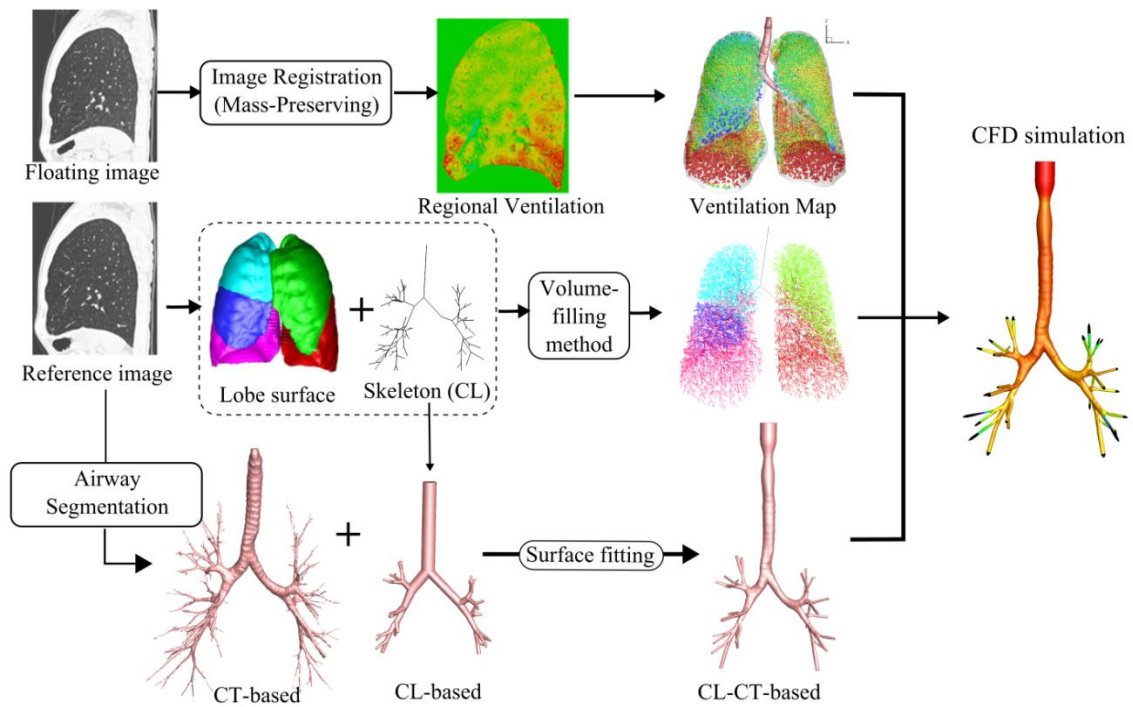 Floating image
Image Registration
(Mass-Preserving)
Regional Ventilation
Ventilation Map
CFD simulation
Reference image
Lobe surface
+
Skeleton (CL)
Volume-
filling
method
Airway
Segmentation
CT-based
+
CL-based
Surface fitting
CL-CT-based